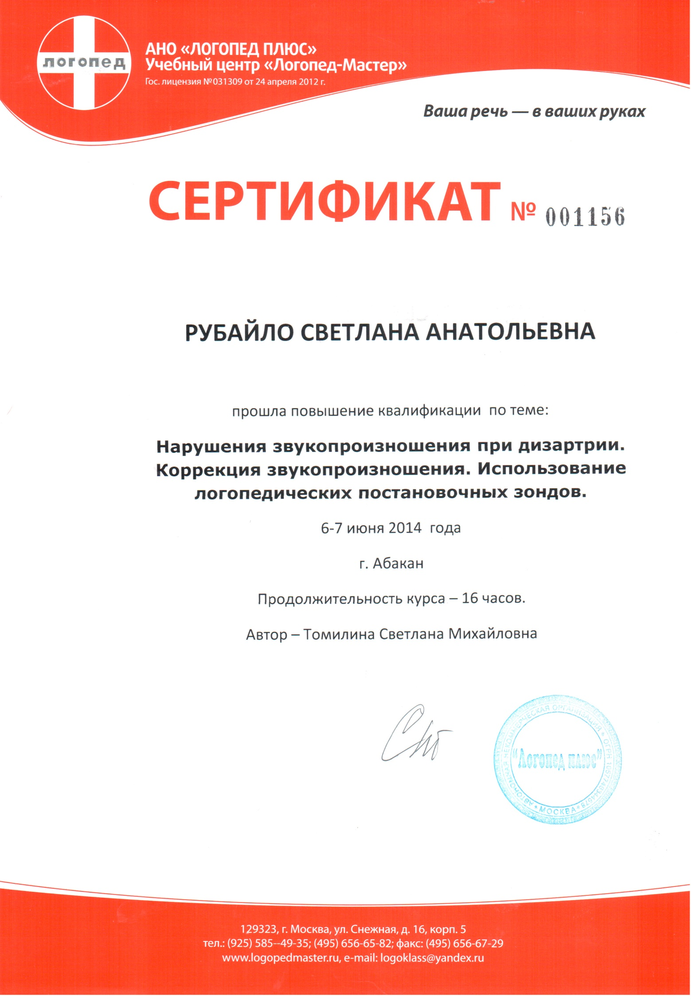 логопед
АНО «ЛОГОПЕД ПЛЮС»
Учебный центр «Логопед-Мастер»
Гос. лицензия №031309 от 24 апреля 2012 г.
Ваша речь — в ваших руках
СЕРТИФИКАТ № 001156
РУБАЙЛО СВЕТЛАНА АНАТОЛЬЕВНА
прошла повышение квалификации по теме:
Нарушения звукопроизношения при дизартрии.
Коррекция звукопроизношения. Использование
логопедических постановочных зондов.
6-7 июня 2014 года
г. Абакан
Продолжительность курса – 16 часов.
Автор – Томилина Светлана Михайловна
АВТОНОМНАЯ НЕКОММЕРЧЕСКАЯ ОРГАНИЗАЦИЯ * ОГРН
"Логопед плюс"
* МОСКВА *
129323, г. Москва, ул. Снежная, д. 16, корп. 5
тел.: (925) 585--49-35; (495) 656-65-82; факс: (495) 656-67-29
www.logopedmaster.ru, e-mail: logoklass@yandex.ru